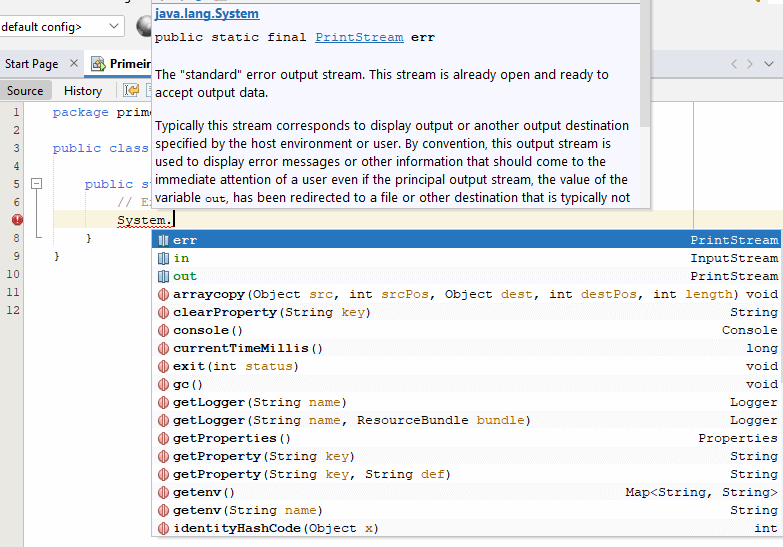 java.lang.System
default config>
public static final PrintStream err
Start Page
The "standard" error output stream. This stream is already open and ready to
accept output data.
Source History
Typically this stream corresponds to display output or another output destination
specified by the host environment or user. By convention, this output stream is
used to display error messages or other information that should come to the
immediate attention of a user even if the principal output stream, the value of the
variable out, has been redirected to a file or other destination that is typically not
1 package
2
3 public class
4
5 public
6 //
System.
8 }
9 }
10
11
12
err PrintStream
in InputStream
out PrintStream
arraycopy(Object src, int srcPos, Object dest, int destPos, int length) void
clearProperty(String key) String
console() Console
currentTimeMillis() long
exit(int status) void
gc() void
getLogger(String name) Logger
getLogger(String name, ResourceBundle bundle) Logger
getProperties() Properties
getProperty(String key) String
getProperty(String key, String def) String
getenv() Map<String, String>
getenv(String name) String
identityHashCode(Object x) int